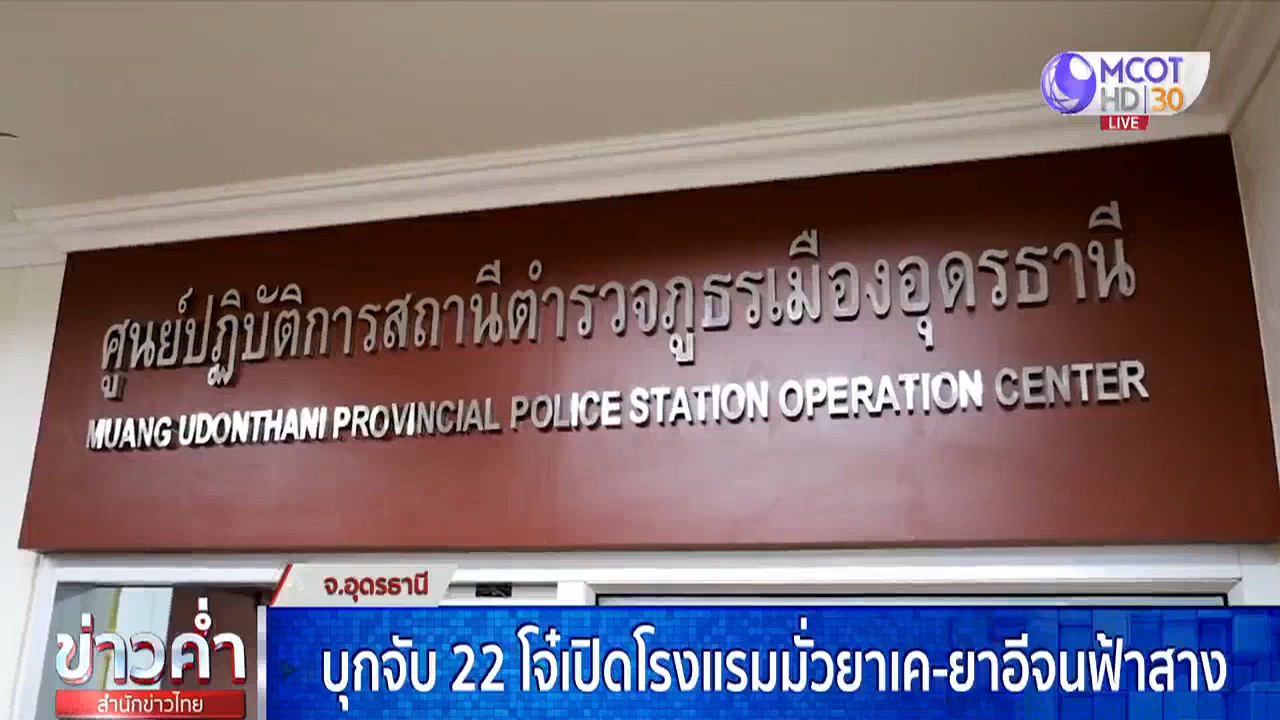 MCOT
HD 30
LIVE
ศูนย์ปฏิบัติการสถานีตำรวจภูธรเมืองอุดรธานี
MUANG UDONTHANI PROVINCIAL POLICE STATION OPERATION CENTER
จ.อุดรธานี
ข่าวค่ำ
สำนักข่าวไทย
บุกจับ 22 โจ๋เปิดโรงแรมมั่วยาเค-ยาอีจนฟ้าสาง